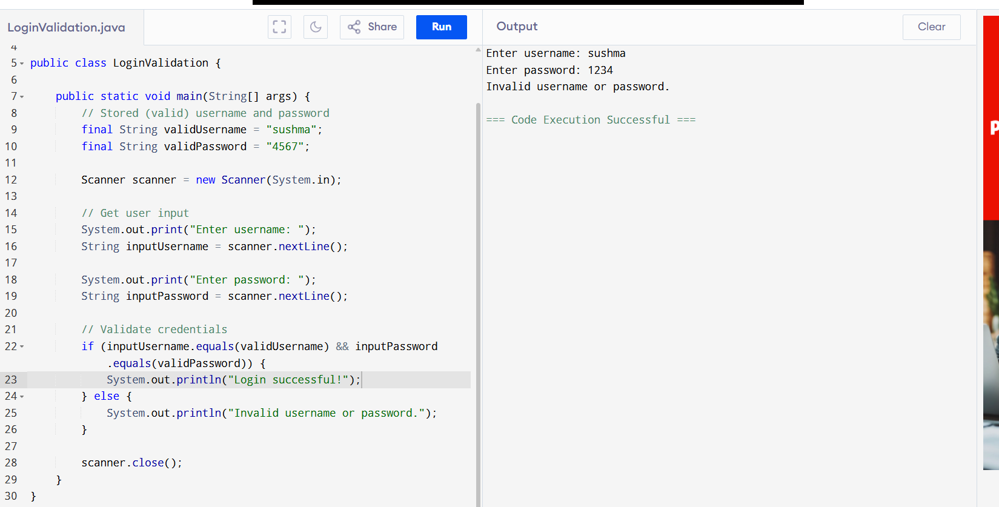 LoginValidation.java
Share
Run
Output
Clear
4
5 public class LoginValidation {
6
7 public static void main(String[] args) {
8 // Stored (valid) username and password
9 final String validUsername = "sushma";
10 final String validPassword = "4567";
11
12 Scanner scanner = new Scanner(System.in);
13
14 // Get user input
15 System.out.print("Enter username: ");
16 String inputUsername = scanner.nextLine();
17
18 System.out.print("Enter password: ");
19 String inputPassword = scanner.nextLine();
20
21 // Validate credentials
22 if (inputUsername.equals(validUsername) && inputPassword
.equals(validPassword)) {
23 System.out.println("Login successful!");
24 } else {
25 System.out.println("Invalid username or password.");
26 }
27
28 scanner.close();
29 }
30 }
Enter username: sushma
Enter password: 1234
Invalid username or password.
=== Code Execution Successful ===